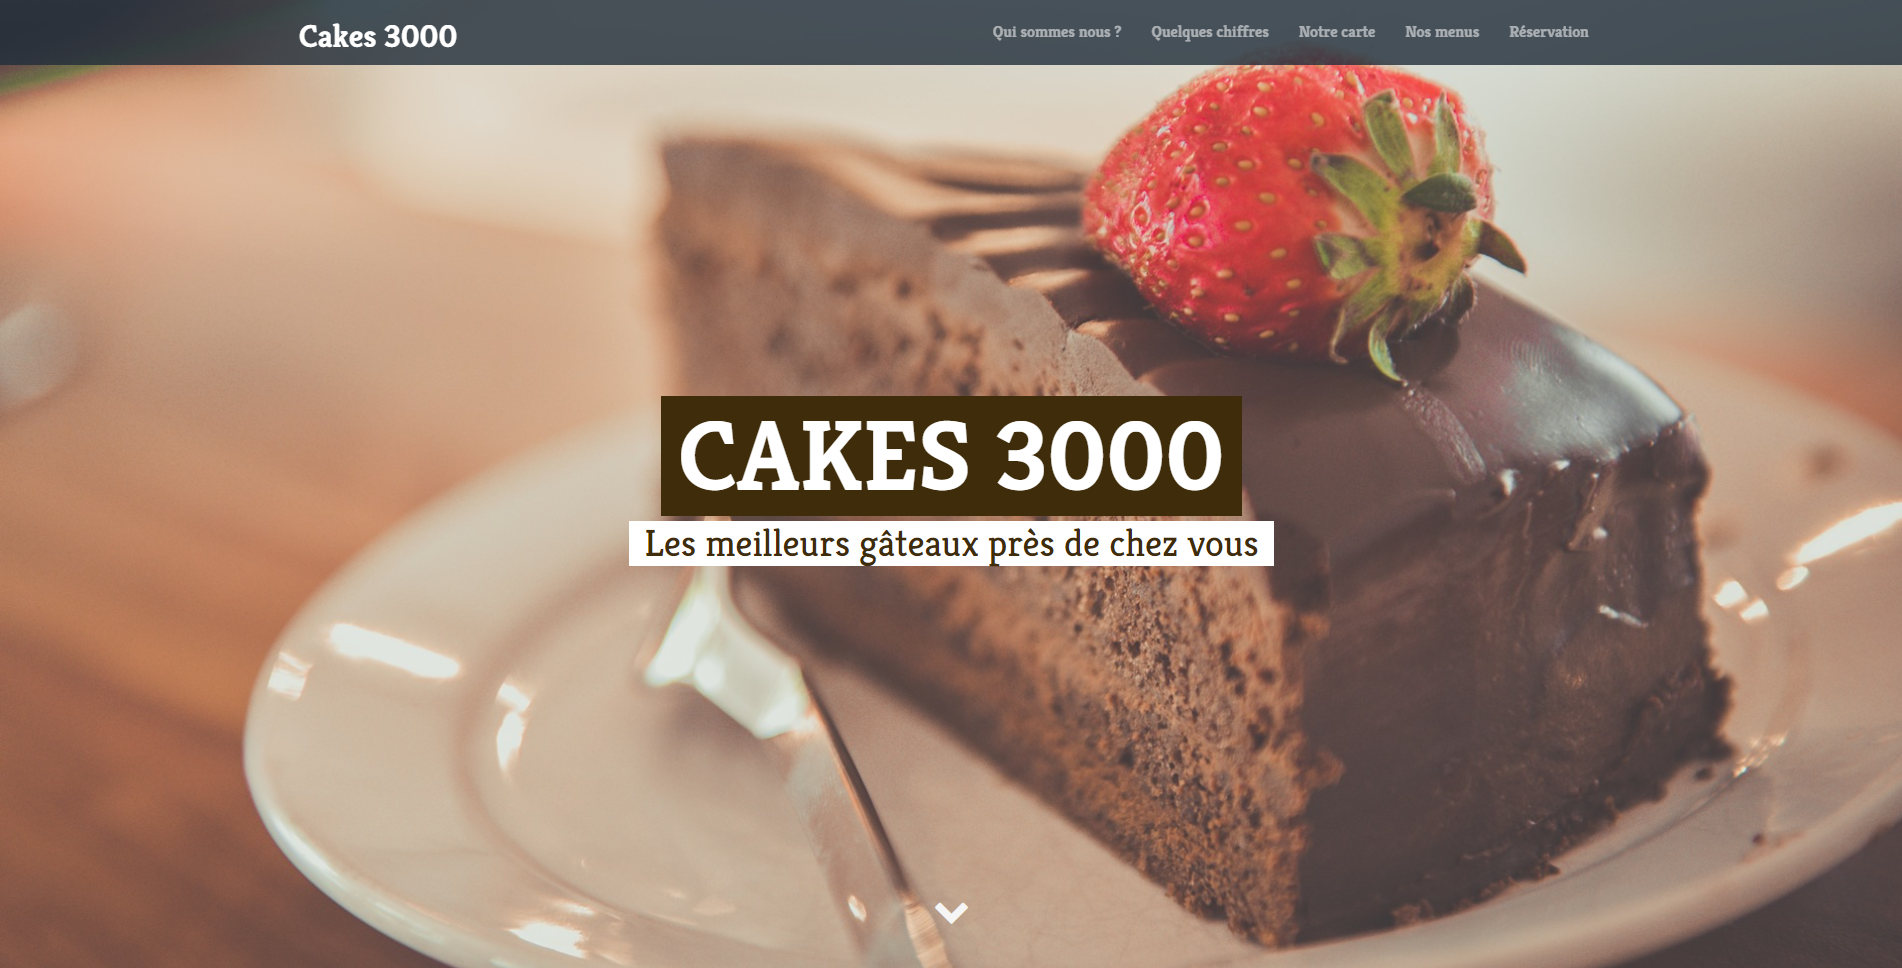 Cakes 3000
Qui sommes nous ? Quelques chiffres Notre carte Nos menus Réservation
CAKES 3000
Les meilleurs gâteaux près de chez vous